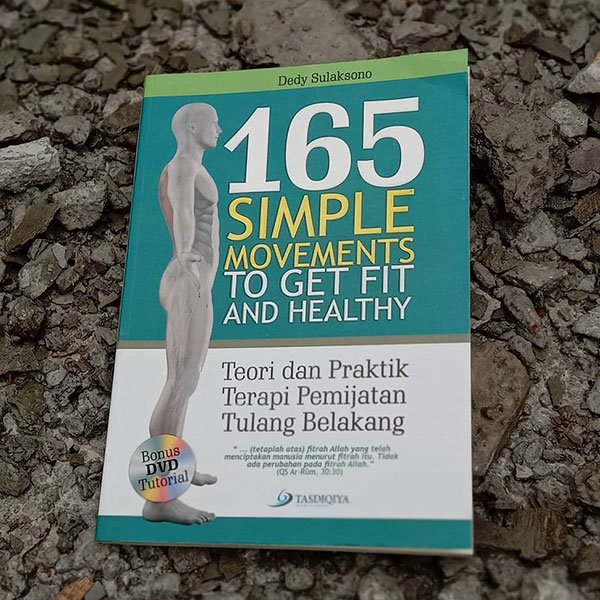 Dedy Sulaksono
165
SIMPLE
MOVEMENTS
TO GET FIT
AND HEALTHY
Teori dan Praktik
Terapi Pemijatan
Tulang Belakang
" ... (tetaplah atas) fitrah Allah yang telah
menciptakan manusia menurut fitrah itu. Tidak
ada perubahan pada fitrah Allah."
(QS Ar-Rûm, 30:30)
Bonus
DVD
Tutorial
TASDIQIYA